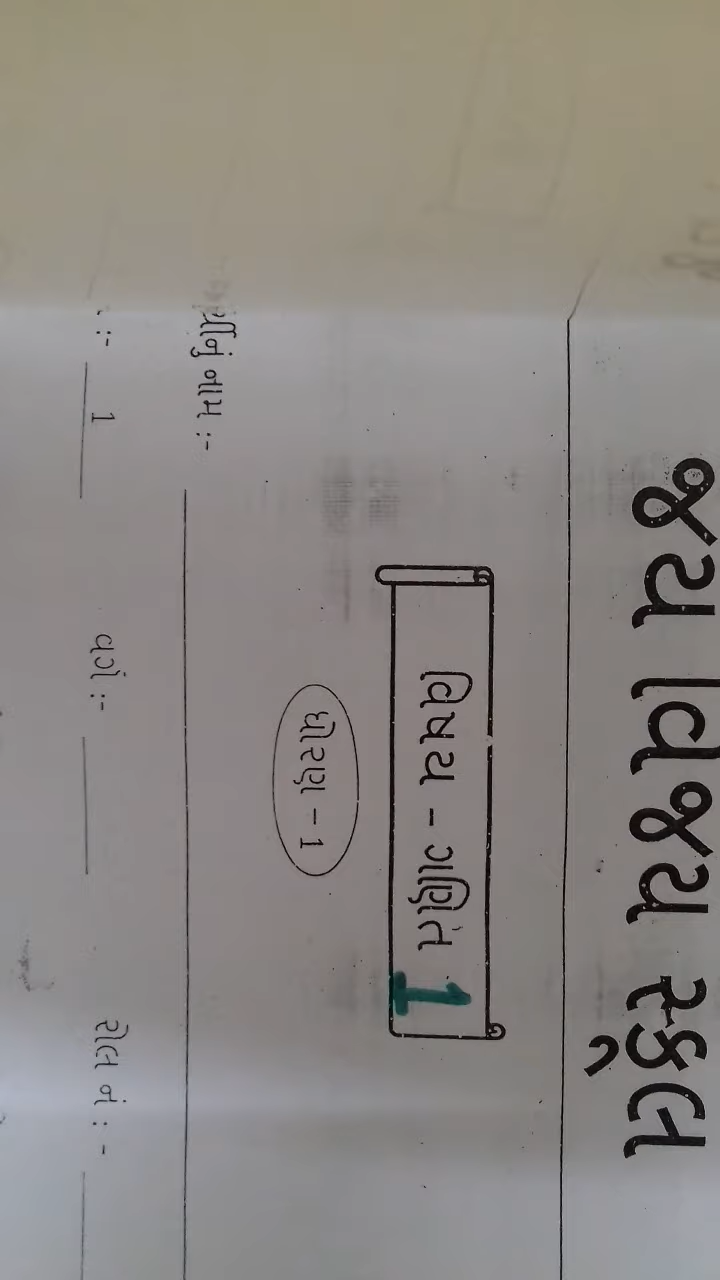 જય વિજય સ્કૂલ
વિષય - ગણિત 1
ધોરણ - 1
નામ :-
:- 1 વર્ગ :- રોલ નં : -